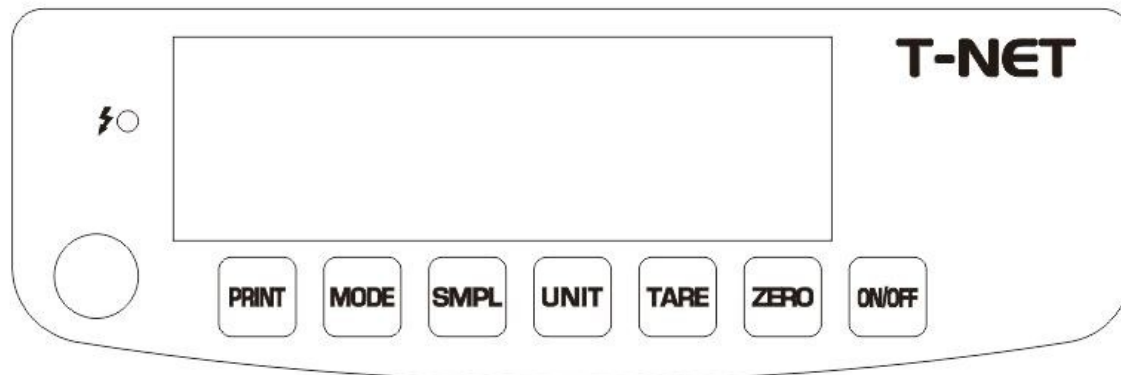 T-NET
PRINT MODE SMPL UNIT TARE ZERO ON/OFF